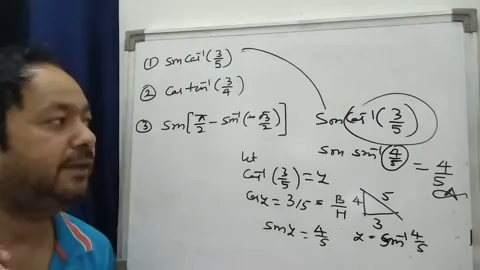 ① Sin Cos⁻¹(3/5)
② Cos tan⁻¹(3/4)
③ Sin[π/2 - Sin⁻¹(-√3/2)]
Sin Cos⁻¹(3/5)
Sin sin⁻¹(4/5) = 4/5
let
Cos⁻¹(3/5) = x
Cosx = 3/5 = B/H
4 5
3
Sinx = 4/5
x = Sin⁻¹ 4/5